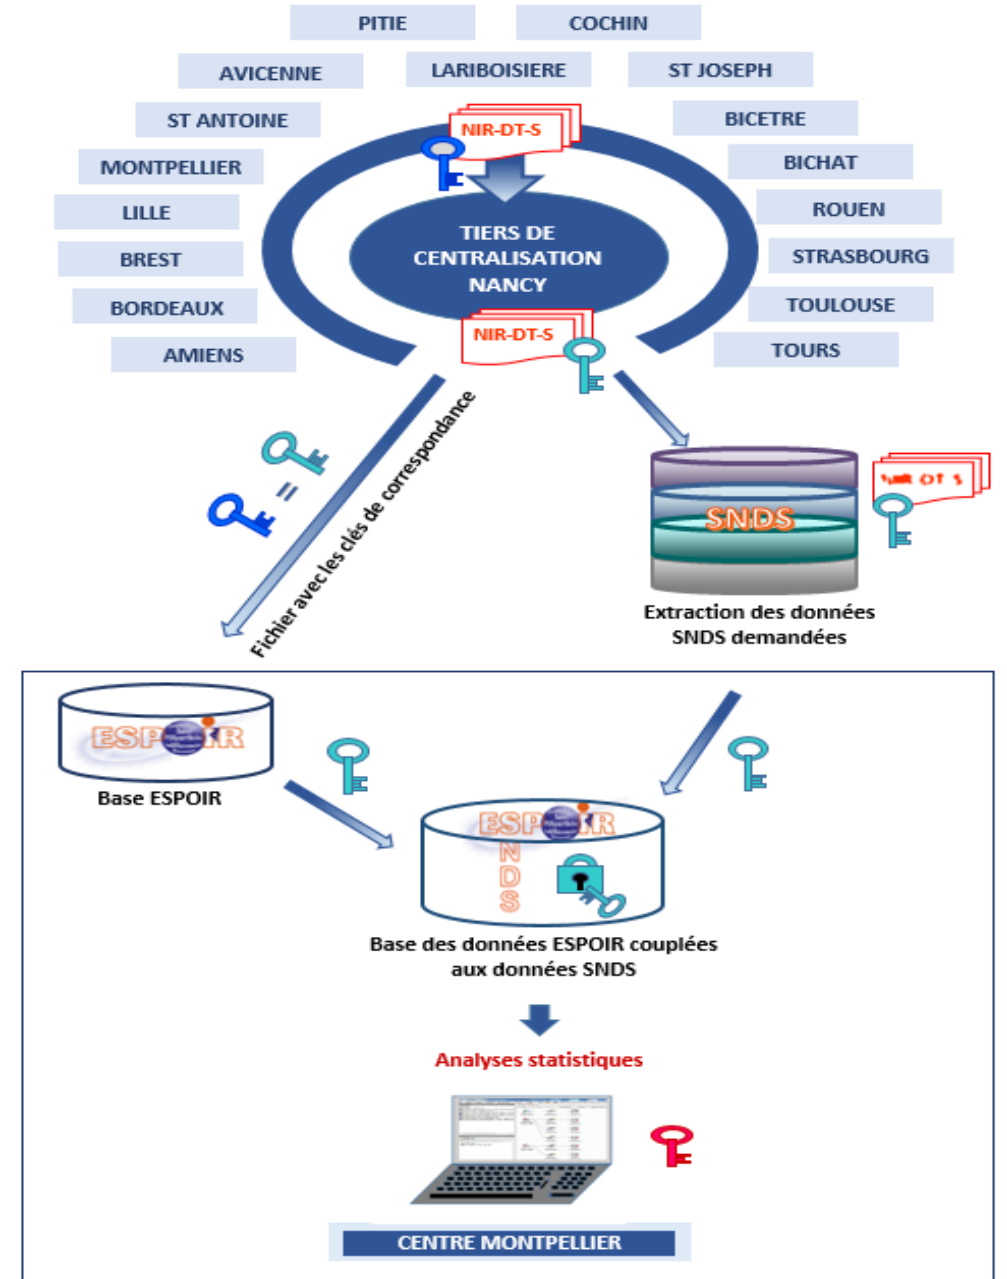 PITIE
COCHIN
AVICENNE
LARIBOISIERE
ST JOSEPH
ST ANTOINE
NIR-DT-S
BICETRE
MONTPELLIER
BICHAT
LILLE
ROUEN
TIERS DE
CENTRALISATION
NANCY
BREST
STRASBOURG
BORDEAUX
TOULOUSE
NIR-DT-S
AMIENS
TOURS
Fichier avec les clés de correspondance
=
SNDS
Extraction des données
SNDS demandées
ESPOIR
Base ESPOIR
ESPOIR
SNDS
Base des données ESPOIR couplées
aux données SNDS
Analyses statistiques
CENTRE MONTPELLIER